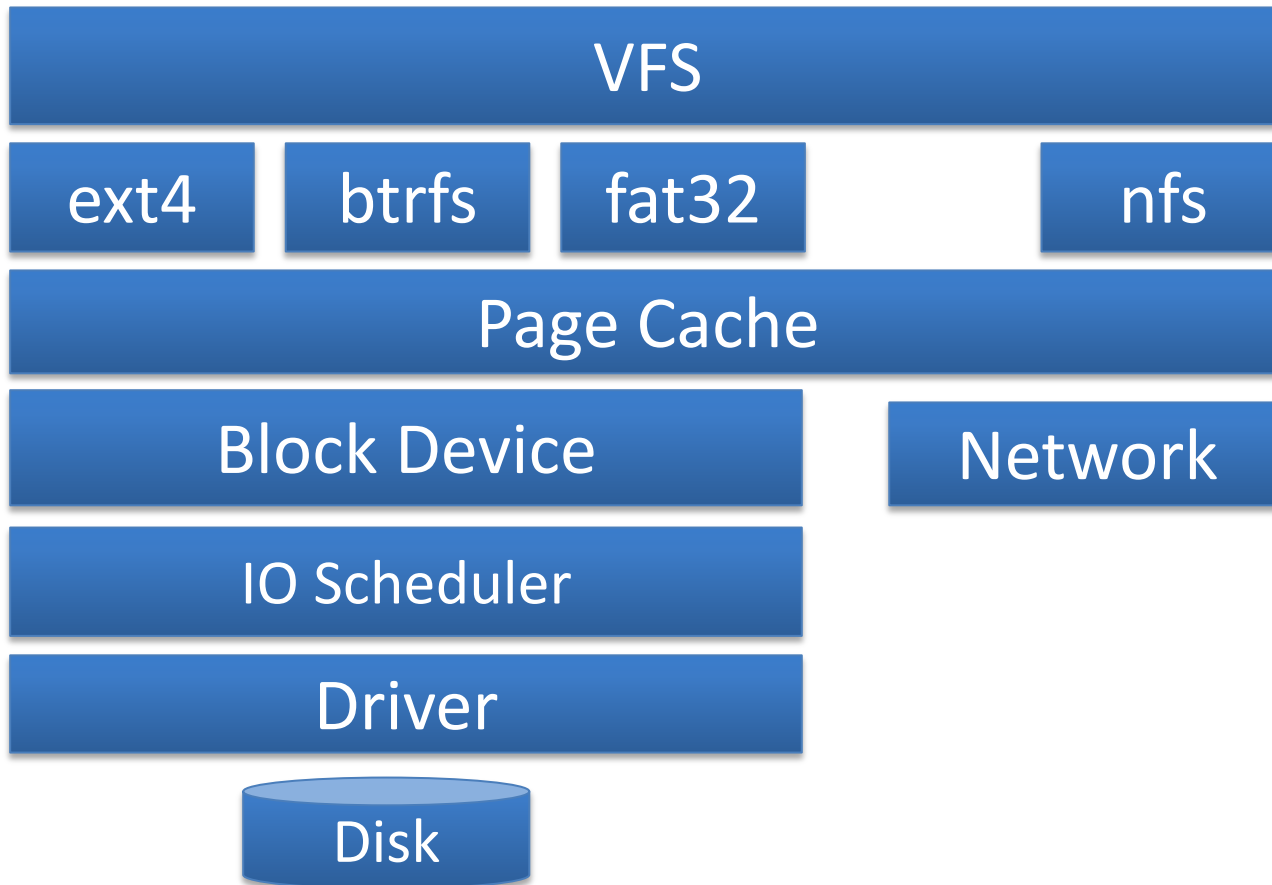 VFS
ext4 btrfs fat32 nfs
Page Cache
Block Device Network
IO Scheduler
Driver
Disk